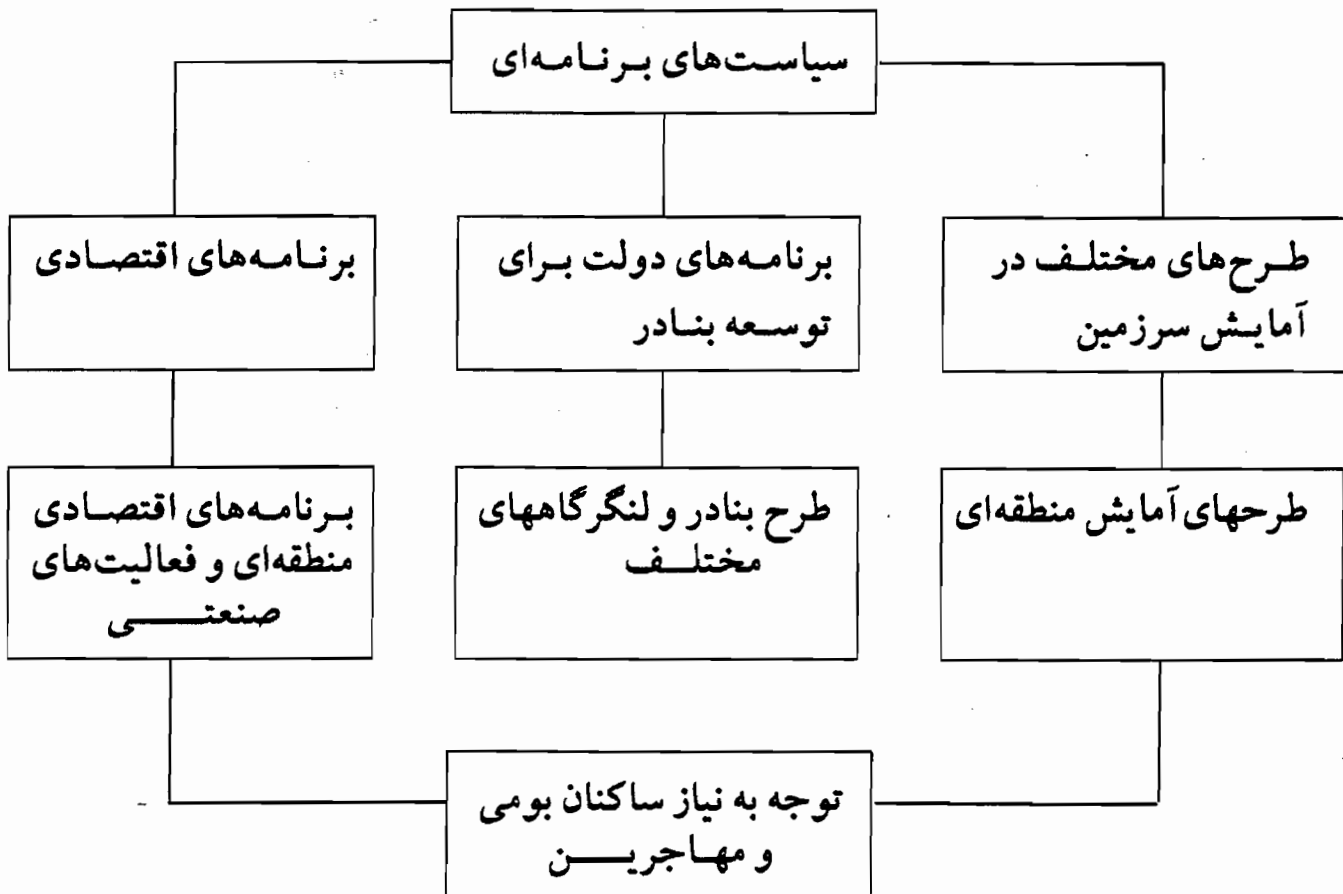 سیاست‌های برنامه‌ای
طرح‌های مختلف در
آمایش سرزمین
برنامه‌های دولت برای
توسعه بنادر
برنامه‌های اقتصادی
طرحهای آمایش منطقه‌ای
طرح بنادر و لنگرگاههای
مختلف
برنامه‌های اقتصادی
منطقه‌ای و فعالیت‌های
صنعتی
توجه به نیاز ساکنان بومی
و مهاجرین